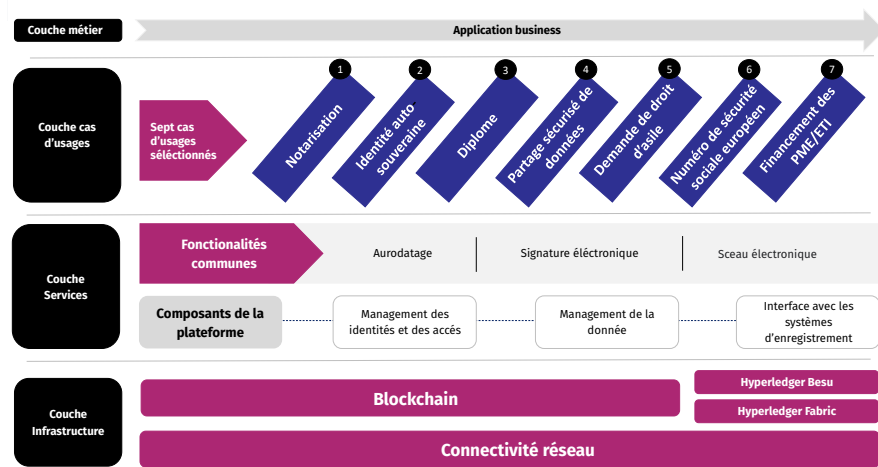 Couche métier
Application business
Couche cas
d’usages
Sept cas
d’usages
séléctionnés
1
Notarisation
2
Identité auto-
souveraine
3
Diplome
4
Partage sécurisé de
données
5
Demande de droit
d’asile
6
Numéro de sécurité
sociale européen
7
Financement des
PME/ETI
Couche
Services
Fonctionalités
communes
Aurodatage
Signature éléctronique
Sceau électronique
Composants de la
plateforme
Management des
identités et des accés
Management de la
donnée
Interface avec les
systèmes
d’enregistrement
Couche
Infrastructure
Blockchain
Hyperledger Besu
Hyperledger Fabric
Connectivité réseau